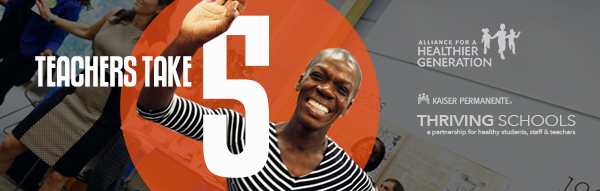 TEACHERS TAKE 5
ALLIANCE FOR A
HEALTHIER
GENERATION
KAISER PERMANENTE®
THRIVING SCHOOLS
a partnership for healthy students, staff & teachers